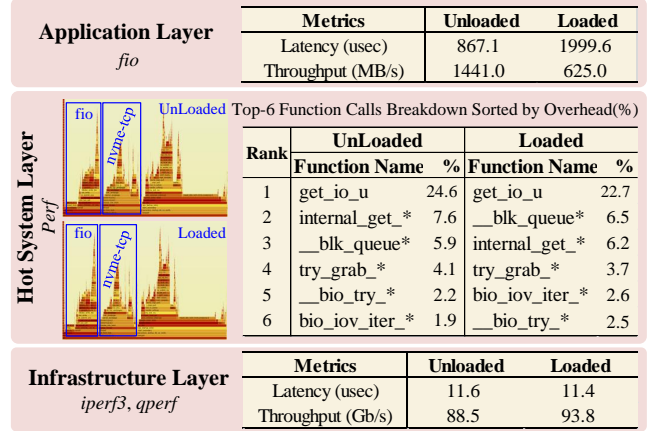 Application Layer
fio
Metrics Unloaded Loaded
Latency (usec) 867.1 1999.6
Throughput (MB/s) 1441.0 625.0
Hot System Layer
Perf
fio
nvme-tcp
UnLoaded
fio
nvme-tcp
Loaded
Top-6 Function Calls Breakdown Sorted by Overhead(%)
Rank UnLoaded Loaded
Function Name % Function Name %
1 get_io_u 24.6 get_io_u 22.7
2 internal_get_* 7.6 __blk_queue* 6.5
3 __blk_queue* 5.9 internal_get_* 6.2
4 try_grab_* 4.1 try_grab_* 3.7
5 __bio_try_* 2.2 bio_iov_iter_* 2.6
6 bio_iov_iter_* 1.9 __bio_try_* 2.5
Infrastructure Layer
iperf3, qperf
Metrics Unloaded Loaded
Latency (usec) 11.6 11.4
Throughput (Gb/s) 88.5 93.8